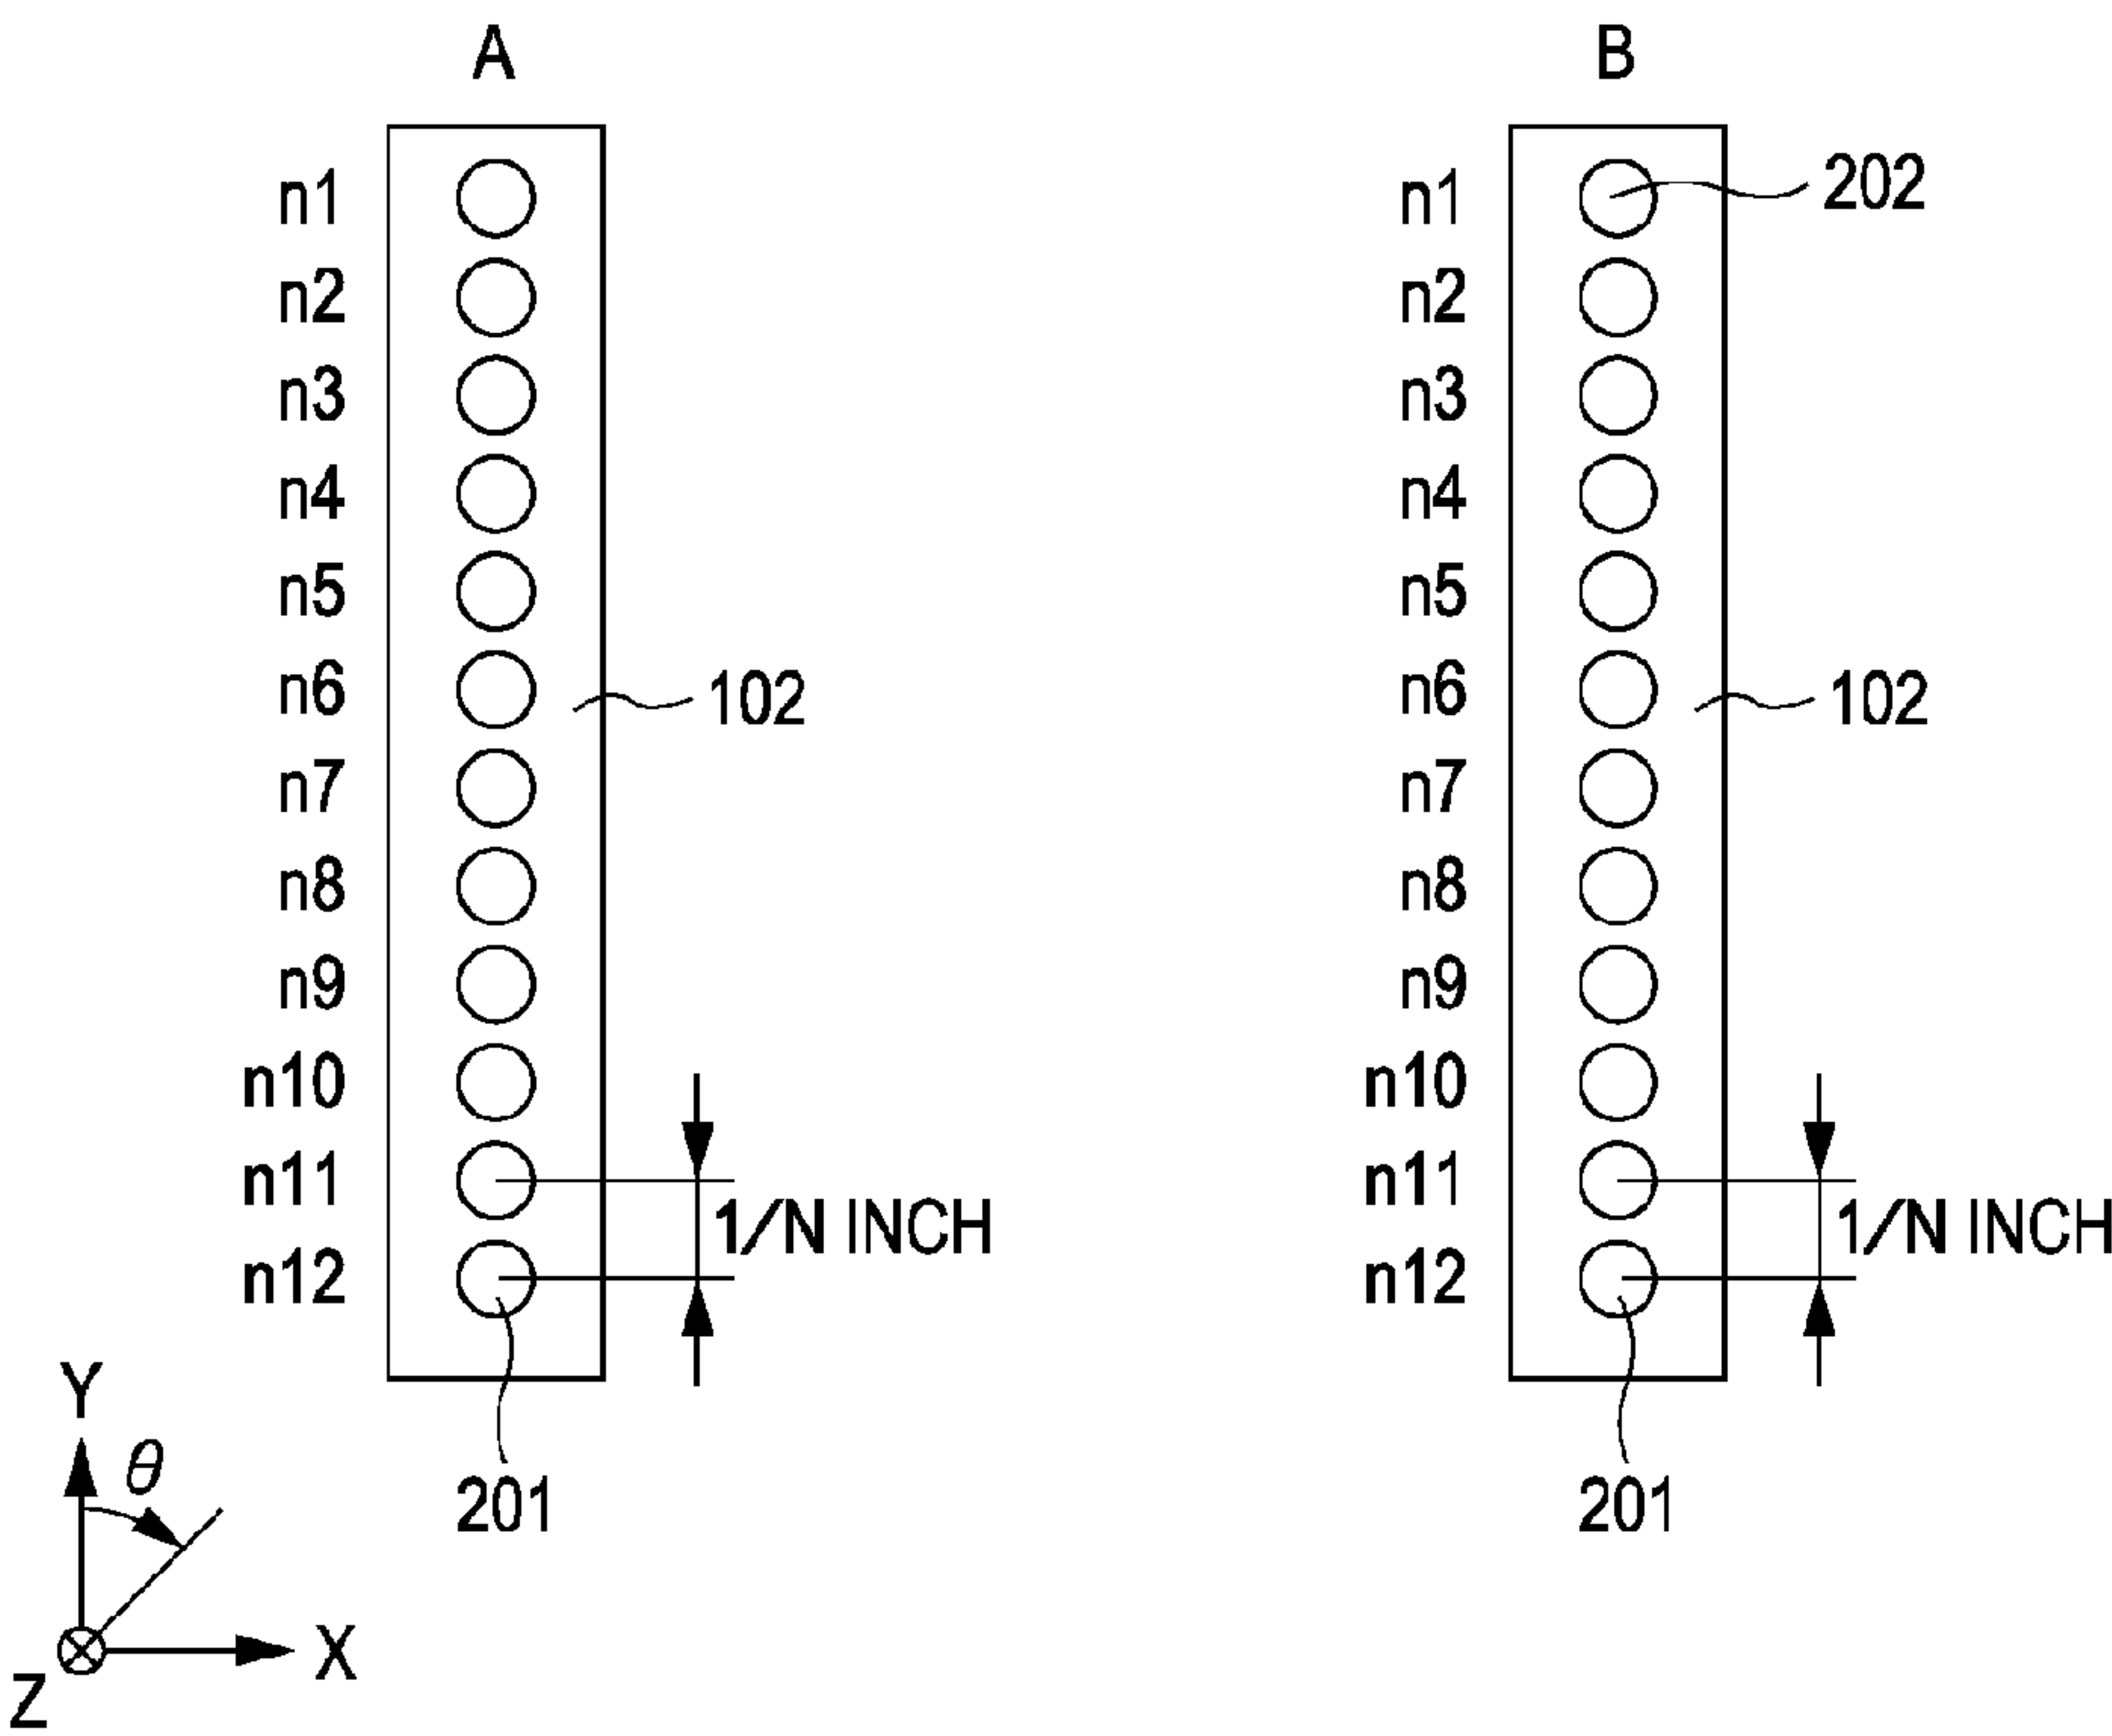 A B
n1 n1 202
n2 n2
n3 n3
n4 n4
n5 n5
n6 102 n6 102
n7 n7
n8 n8
n9 n9
n10 n10
n11 n11
1/N INCH 1/N INCH
n12 n12
Y
θ
201 201
X
Z